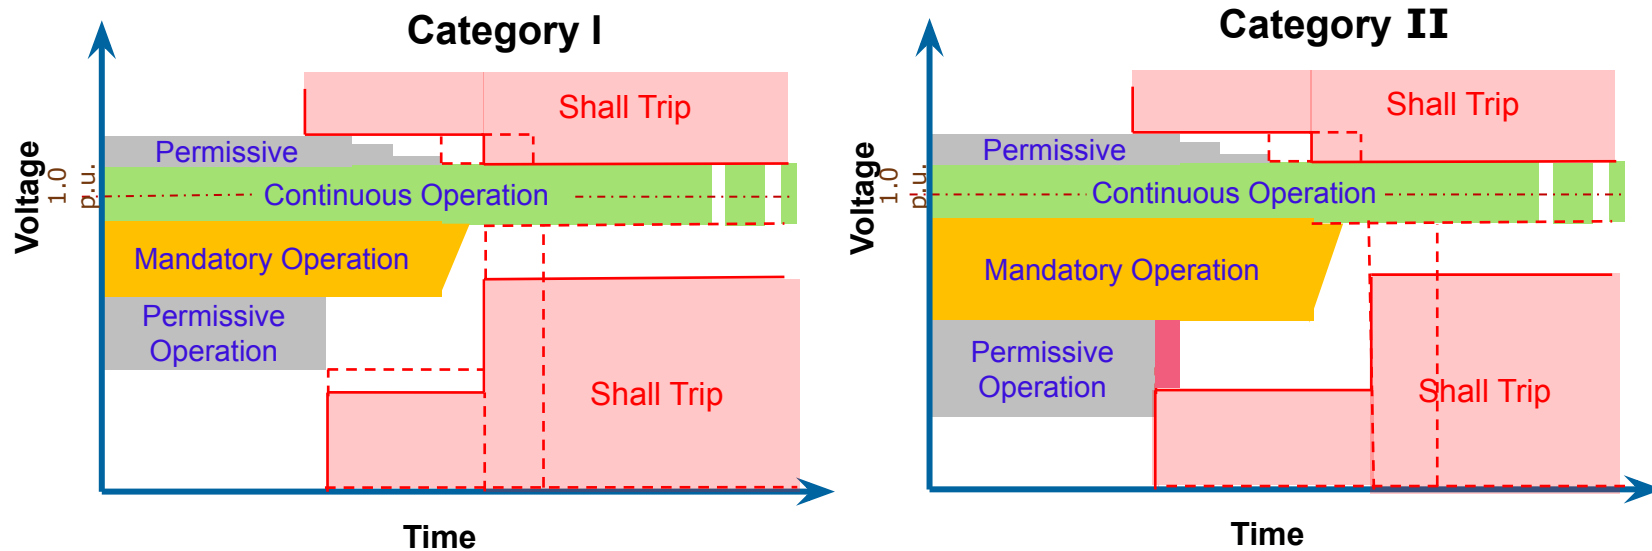 Category I
Shall Trip
Permissive
Continuous Operation
Mandatory Operation
Permissive
Operation
Shall Trip
Voltage
1.0
p.u.
Time
Category II
Shall Trip
Permissive
Continuous Operation
Mandatory Operation
Permissive
Operation
Shall Trip
Voltage
1.0
p.u.
Time